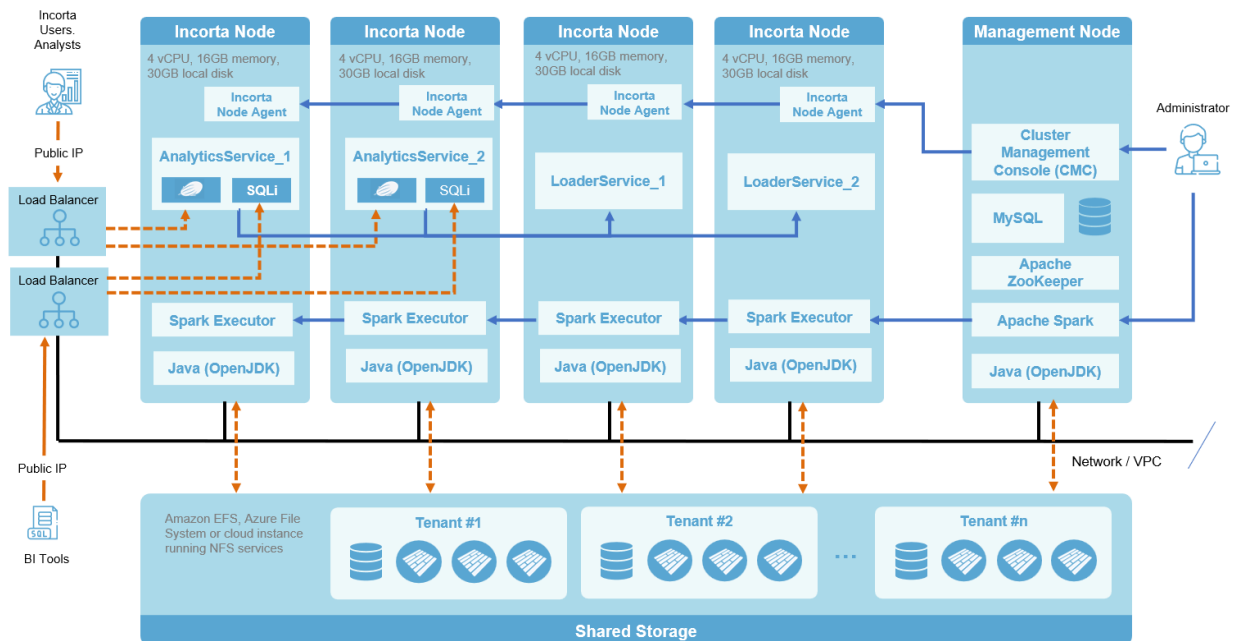 Incorta
Users.
Analysts
Public IP
Load Balancer
Load Balancer
Public IP
SQL
BI Tools
Incorta Node
4 vCPU, 16GB memory,
30GB local disk
Incorta
Node Agent
AnalyticsService_1
SQLi
Spark Executor
Java (OpenJDK)
Incorta Node
4 vCPU, 16GB memory,
30GB local disk
Incorta
Node Agent
AnalyticsService_2
SQLi
Spark Executor
Java (OpenJDK)
Incorta Node
4 vCPU, 16GB memory,
30GB local disk
Incorta
Node Agent
LoaderService_1
Spark Executor
Java (OpenJDK)
Incorta Node
4 vCPU, 16GB memory,
30GB local disk
Incorta
Node Agent
LoaderService_2
Spark Executor
Java (OpenJDK)
Management Node
Cluster
Management
Console (CMC)
MySQL
Apache
ZooKeeper
Apache Spark
Java (OpenJDK)
Administrator
Network / VPC
Amazon EFS, Azure File
System or cloud instance
running NFS services
Tenant #1
Tenant #2
...
Tenant #n
Shared Storage